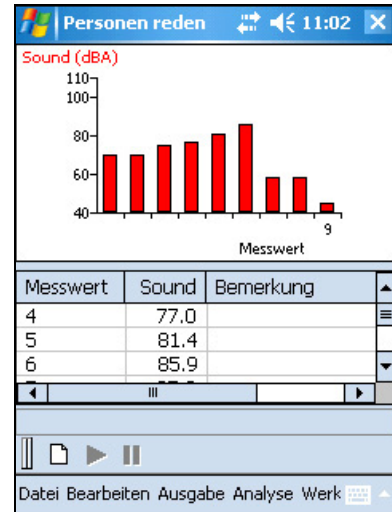 Personen reden 11:02
Sound (dBA)
110
100
80
60
40
9
Messwert
Messwert Sound Bemerkung
4 77.0
5 81.4
6 85.9
Datei Bearbeiten Ausgabe Analyse Werk